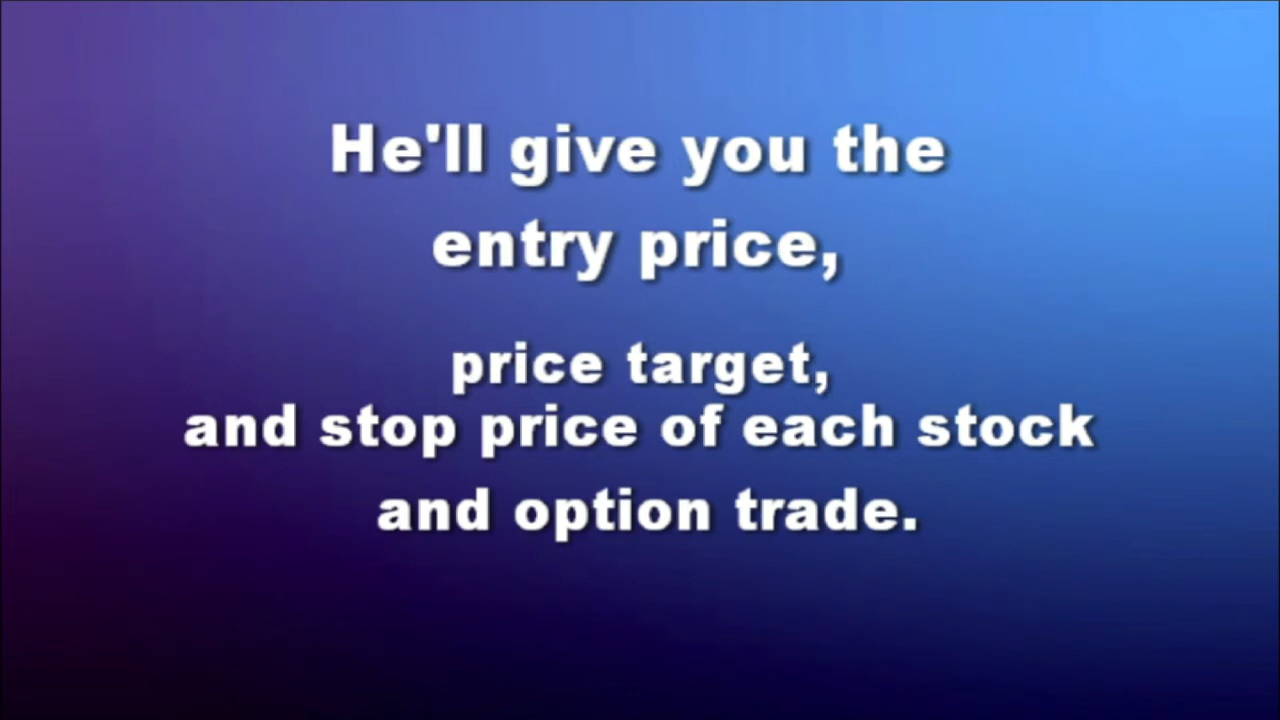 He'll give you the
entry price,
price target,
and stop price of each stock
and option trade.